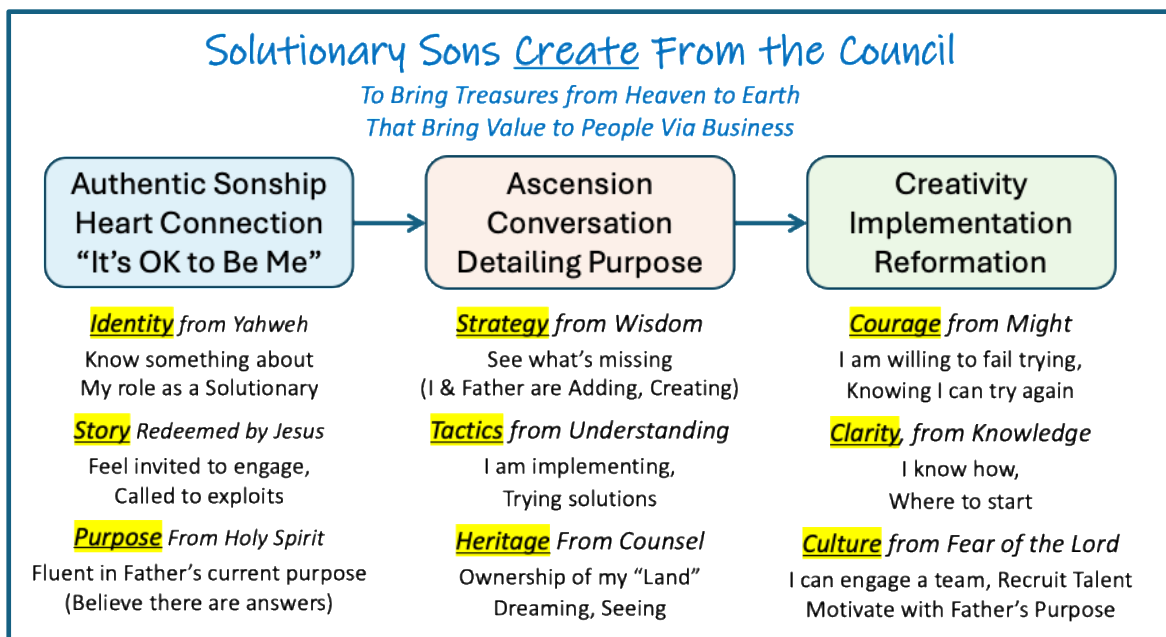 Solutionary Sons Create From the Council
To Bring Treasures from Heaven to Earth
That Bring Value to People Via Business
Authentic Sonship
Heart Connection
“It’s OK to Be Me”
Identity from Yahweh
Know something about
My role as a Solutionary
Story Redeemed by Jesus
Feel invited to engage,
Called to exploits
Purpose From Holy Spirit
Fluent in Father’s current purpose
(Believe there are answers)
Ascension
Conversation
Detailing Purpose
Strategy from Wisdom
See what’s missing
(I & Father are Adding, Creating)
Tactics from Understanding
I am implementing,
Trying solutions
Heritage From Counsel
Ownership of my “Land”
Dreaming, Seeing
Creativity
Implementation
Reformation
Courage from Might
I am willing to fail trying,
Knowing I can try again
Clarity, from Knowledge
I know how,
Where to start
Culture from Fear of the Lord
I can engage a team, Recruit Talent
Motivate with Father’s Purpose